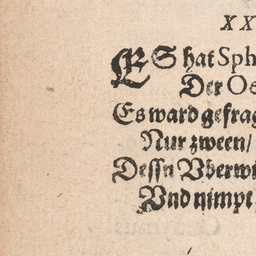 XX
ES hat Sph
Der Oe
Es ward gefrag
Nur zween/
Dessn Vberwi
Vnd nimpt